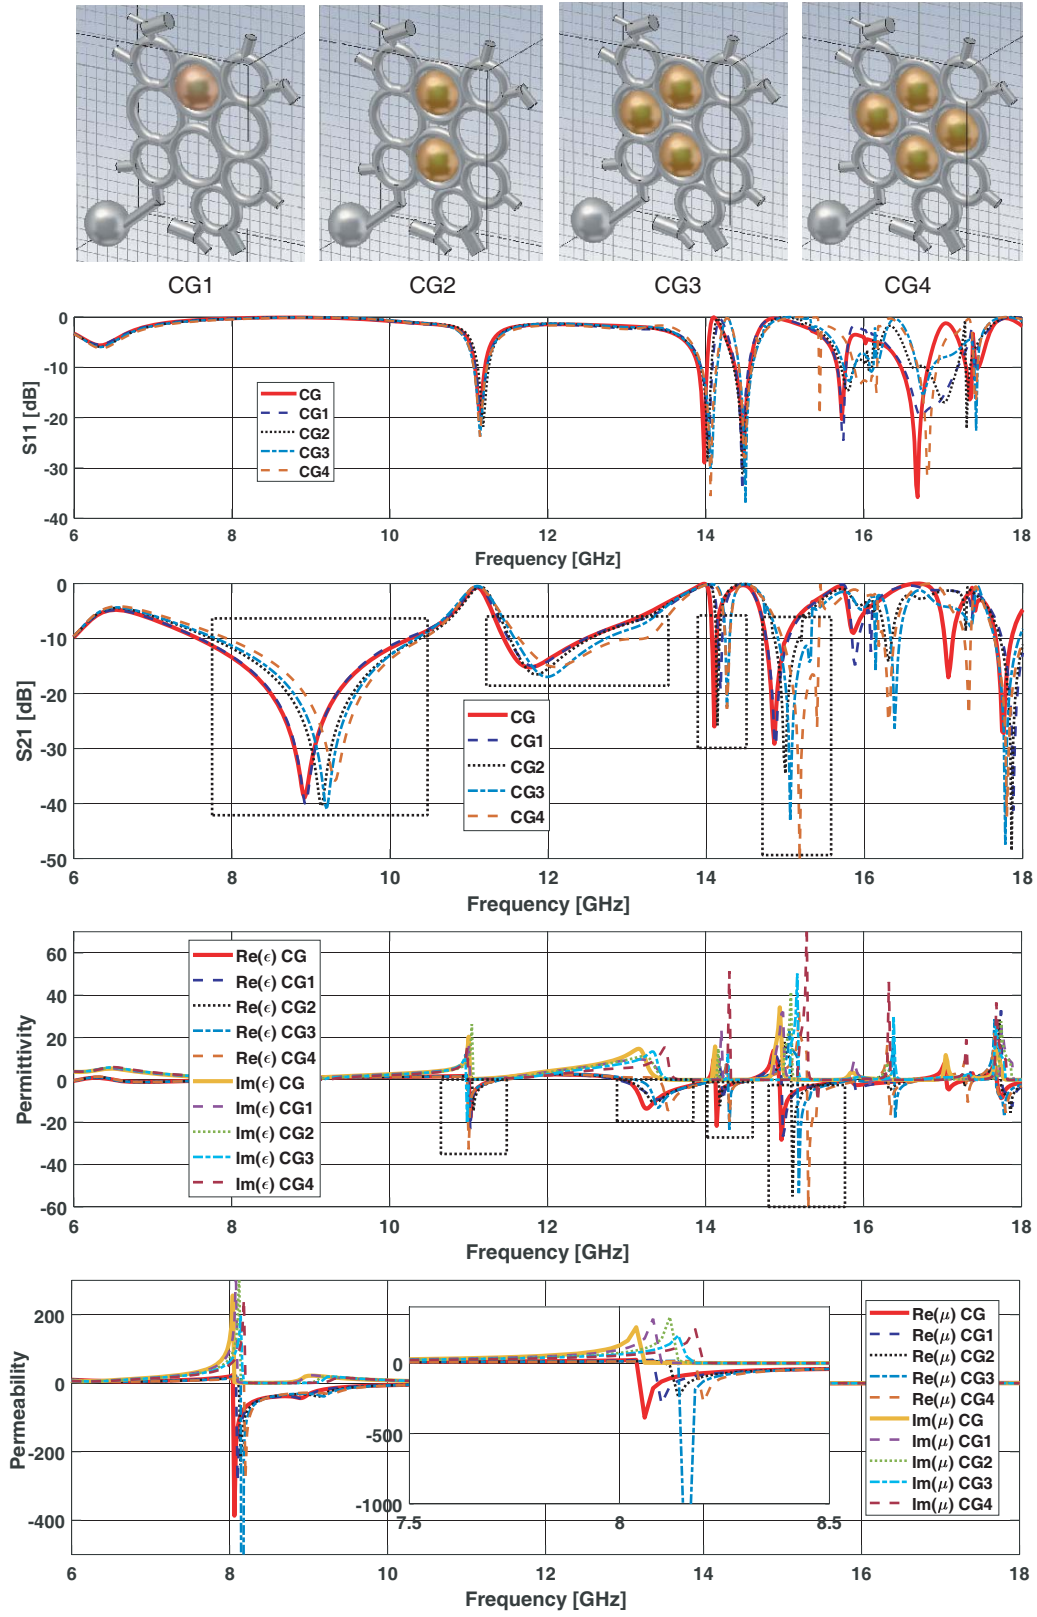 CG1 CG2 CG3 CG4
0
-10
-20
-30
-40
S11 [dB]
CG
CG1
CG2
CG3
CG4
6 8 10 12 14 16 18
Frequency [GHz]
0
-10
-20
-30
-40
-50
S21 [dB]
CG
CG1
CG2
CG3
CG4
6 8 10 12 14 16 18
Frequency [GHz]
60
40
20
0
-20
-40
-60
Permittivity
Re(ϵ) CG
Re(ϵ) CG1
Re(ϵ) CG2
Re(ϵ) CG3
Re(ϵ) CG4
Im(ϵ) CG
Im(ϵ) CG1
Im(ϵ) CG2
Im(ϵ) CG3
Im(ϵ) CG4
6 8 10 12 14 16 18
Frequency [GHz]
200
0
-200
-400
Permeability
0
-500
-1000
7.5 8 8.5
Re(μ) CG
Re(μ) CG1
Re(μ) CG2
Re(μ) CG3
Re(μ) CG4
Im(μ) CG
Im(μ) CG1
Im(μ) CG2
Im(μ) CG3
Im(μ) CG4
6 8 10 12 14 16 18
Frequency [GHz]